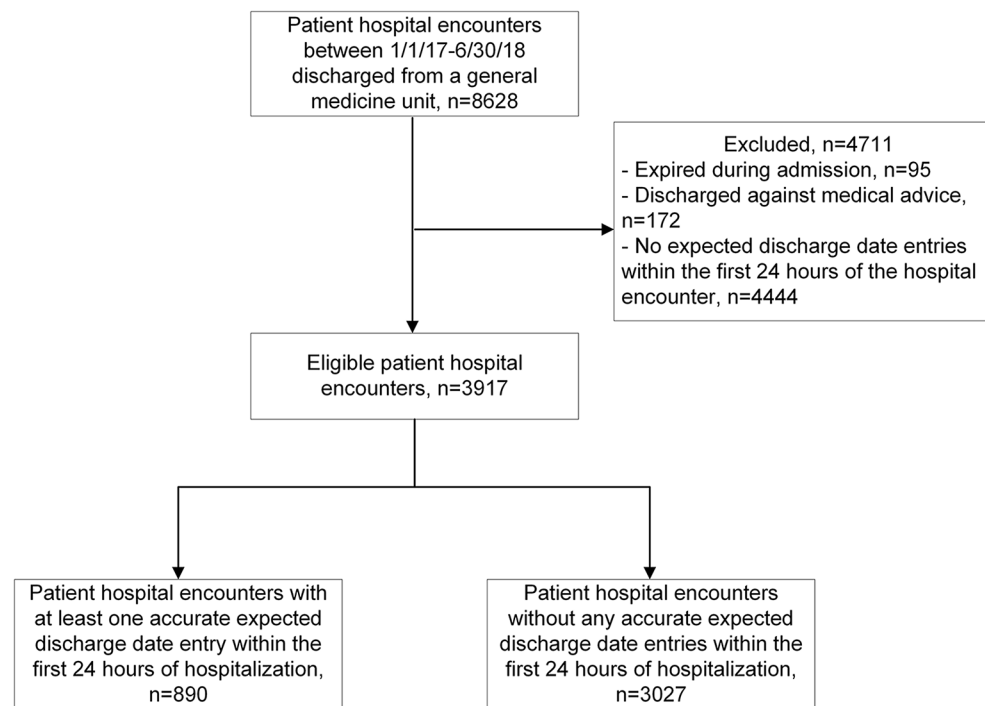 Patient hospital encounters
between 1/1/17-6/30/18
discharged from a general
medicine unit, n=8628
Excluded, n=4711
- Expired during admission, n=95
- Discharged against medical advice,
n=172
- No expected discharge date entries
within the first 24 hours of the hospital
encounter, n=4444
Eligible patient hospital
encounters, n=3917
Patient hospital encounters with
at least one accurate expected
discharge date entry within the
first 24 hours of hospitalization,
n=890
Patient hospital encounters
without any accurate expected
discharge date entries within the
first 24 hours of hospitalization,
n=3027